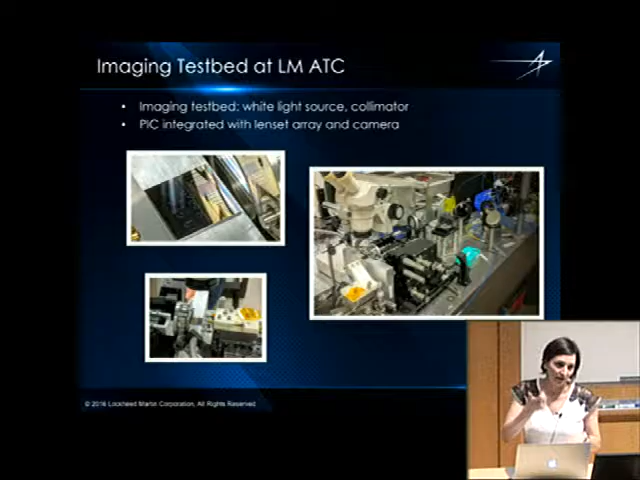 Imaging Testbed at LM ATC
• Imaging testbed: white light source, collimator
• PIC integrated with lenset array and camera
© 2016 Lockheed Martin Corporation, All Rights Reserved